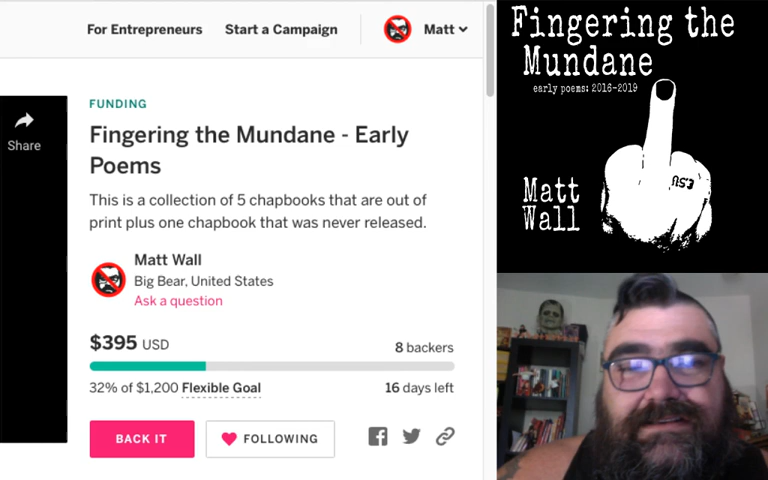 For Entrepreneurs Start a Campaign Matt
Share
FUNDING
Fingering the Mundane - Early
Poems
This is a collection of 5 chapbooks that are out of
print plus one chapbook that was never released.
Matt Wall
Big Bear, United States
Ask a question
$395 USD 8 backers
32% of $1,200 Flexible Goal 16 days left
BACK IT FOLLOWING
Fingering the
Mundane
early poems: 2016-2019
Matt
Wall